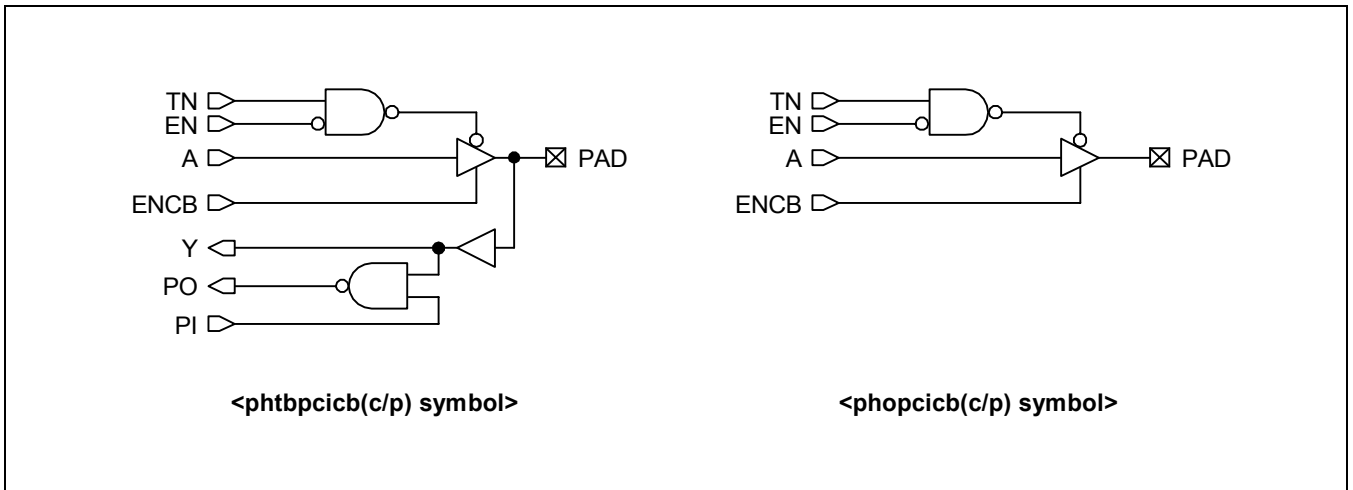 TN
EN
A
ENCB
Y
PO
PI
PAD
<phtbpcicb(c/p) symbol>
TN
EN
A
ENCB
PAD
<phopcicb(c/p) symbol>